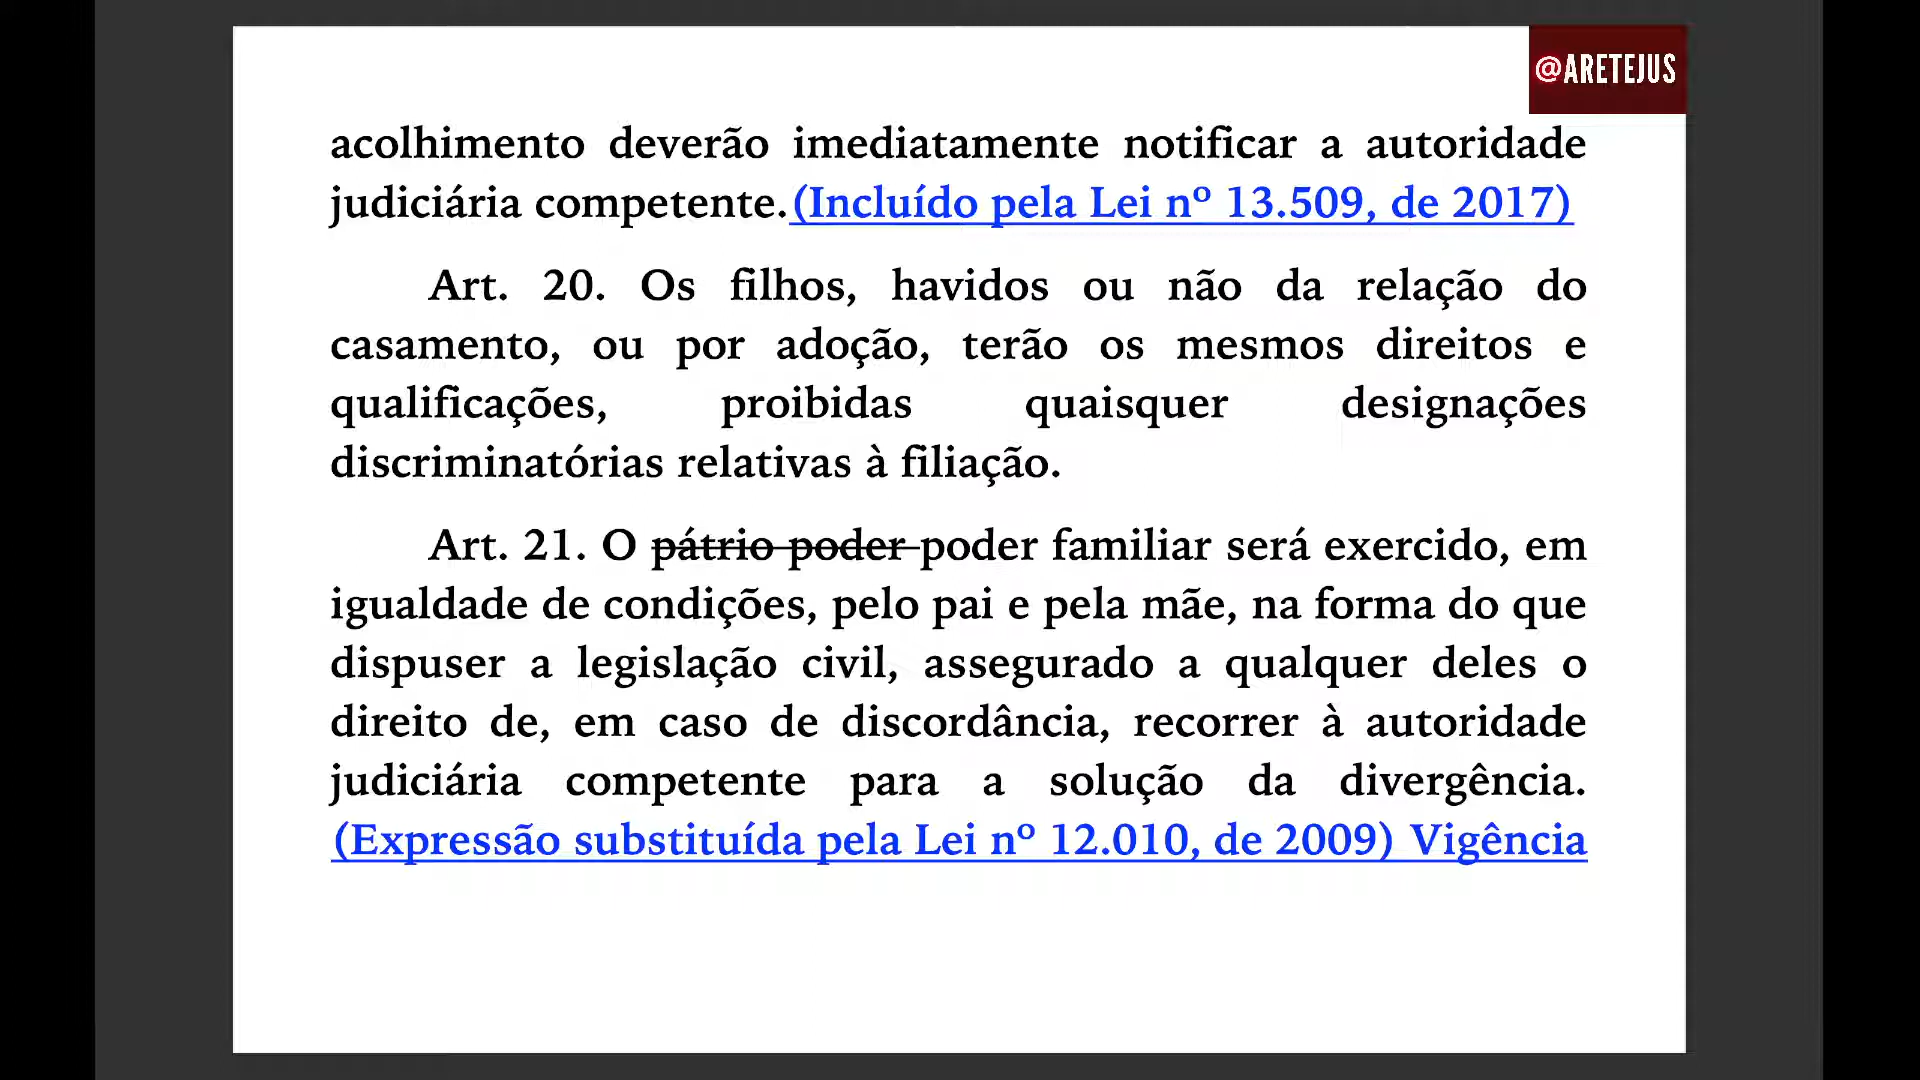 @ARETEJUS
acolhimento deverão imediatamente notificar a autoridade
judiciária competente. (Incluído pela Lei nº 13.509, de 2017)
Art. 20. Os filhos, havidos ou não da relação do
casamento, ou por adoção, terão os mesmos direitos e
qualificações, proibidas quaisquer designações
discriminatórias relativas à filiação.
Art. 21. O pátrio poder poder familiar será exercido, em
igualdade de condições, pelo pai e pela mãe, na forma do que
dispuser a legislação civil, assegurado a qualquer deles o
direito de, em caso de discordância, recorrer à autoridade
judiciária competente para a solução da divergência.
(Expressão substituída pela Lei nº 12.010, de 2009) Vigência